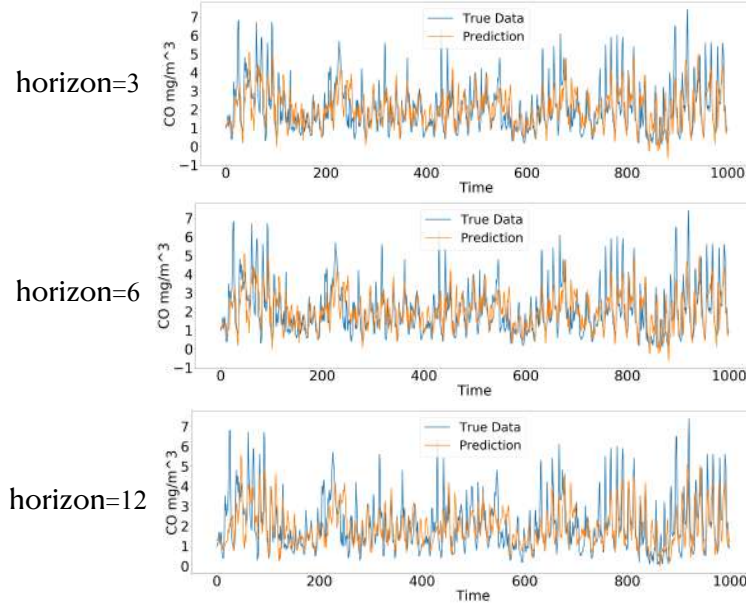 horizon=3
CO mg/m^3
7
6
5
4
3
2
1
0
−1
True Data
Prediction
0 200 400 600 800 1000
Time
horizon=6
CO mg/m^3
7
6
5
4
3
2
1
0
−1
True Data
Prediction
0 200 400 600 800 1000
Time
horizon=12
CO mg/m^3
7
6
5
4
3
2
1
0
True Data
Prediction
0 200 400 600 800 1000
Time